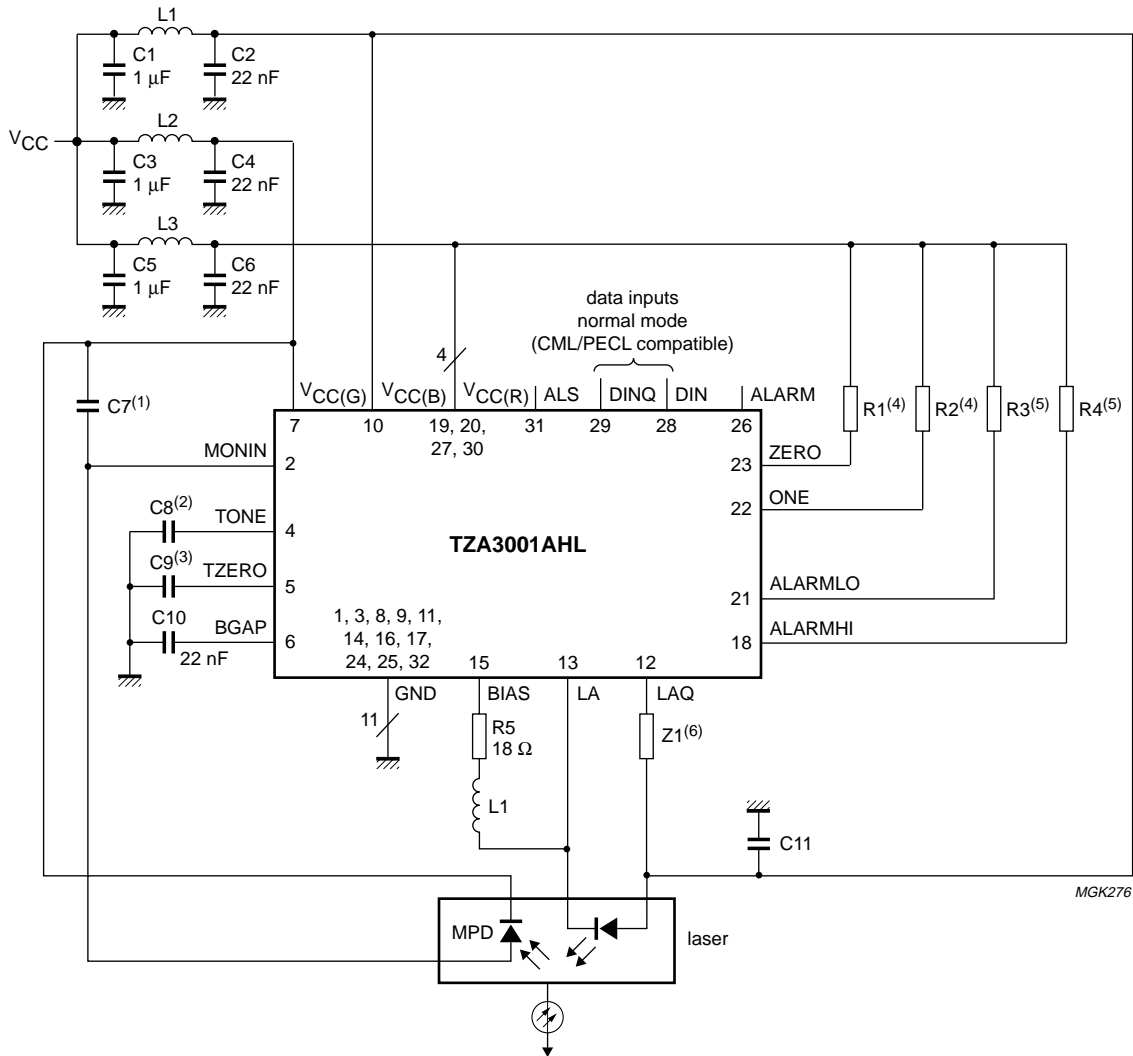 L1
C1
1 μF
C2
22 nF
VCC
L2
C3
1 μF
C4
22 nF
L3
C5
1 μF
C6
22 nF
data inputs
normal mode
(CML/PECL compatible)
4
C7(1)
VCC(G)
VCC(B)
VCC(R)
ALS
DINQ
DIN
ALARM
R1(4)
R2(4)
R3(5)
R4(5)
7
10
19, 20,
27, 30
31
29
28
26
MONIN
2
23
ZERO
C8(2)
TONE
4
22
ONE
TZA3001AHL
C9(3)
TZERO
5
21
ALARMLO
C10
22 nF
BGAP
6
1, 3, 8, 9, 11,
14, 16, 17,
24, 25, 32
15
13
12
18
ALARMHI
GND
BIAS
LA
LAQ
11
R5
18 Ω
Z1(6)
L1
C11
MGK276
MPD
laser